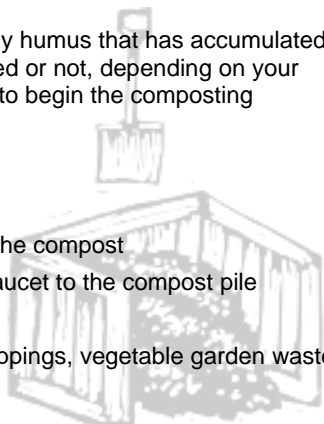 y humus that has accumulated
ed or not, depending on your
to begin the composting
he compost
aucet to the compost pile
ppings, vegetable garden waste